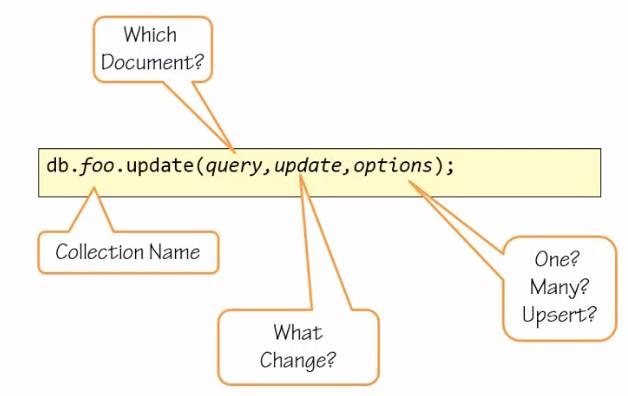 Which
Document?
db.foo.update(query,update,options);
Collection Name
What
Change?
One?
Many?
Upsert?